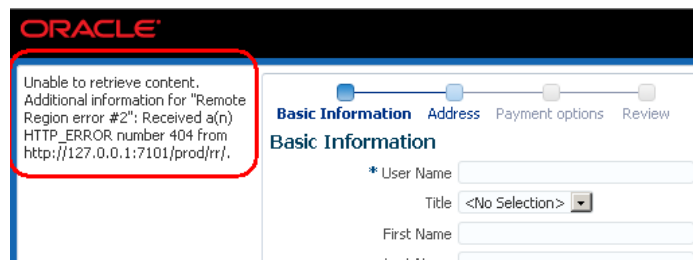 ORACLE
Unable to retrieve content.
Additional information for "Remote
Region error #2": Received a(n)
HTTP_ERROR number 404 from
http://127.0.0.1:7101/prod/rr/.
Basic Information Address Payment options Review
Basic Information
* User Name
Title <No Selection>
First Name